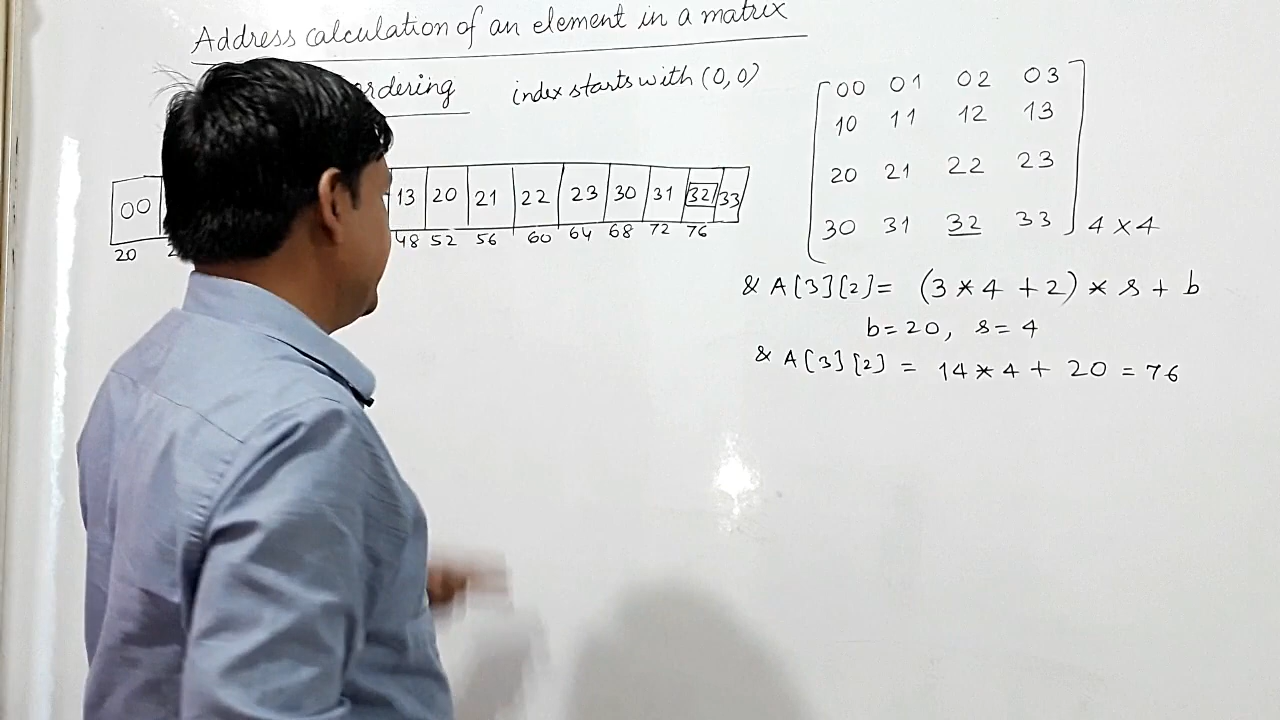 Address calculation of an element in a matrix
index starts with (0,0)
00 13 20 21 22 23 30 31 32 33
20 48 52 56 60 64 68 72 76
00 01 02 03
10 11 12 13
20 21 22 23
30 31 32 33 4 x 4
& A[3][2] = (3 * 4 + 2) * s + b
b = 20, s = 4
& A[3][2] = 14 * 4 + 20 = 76